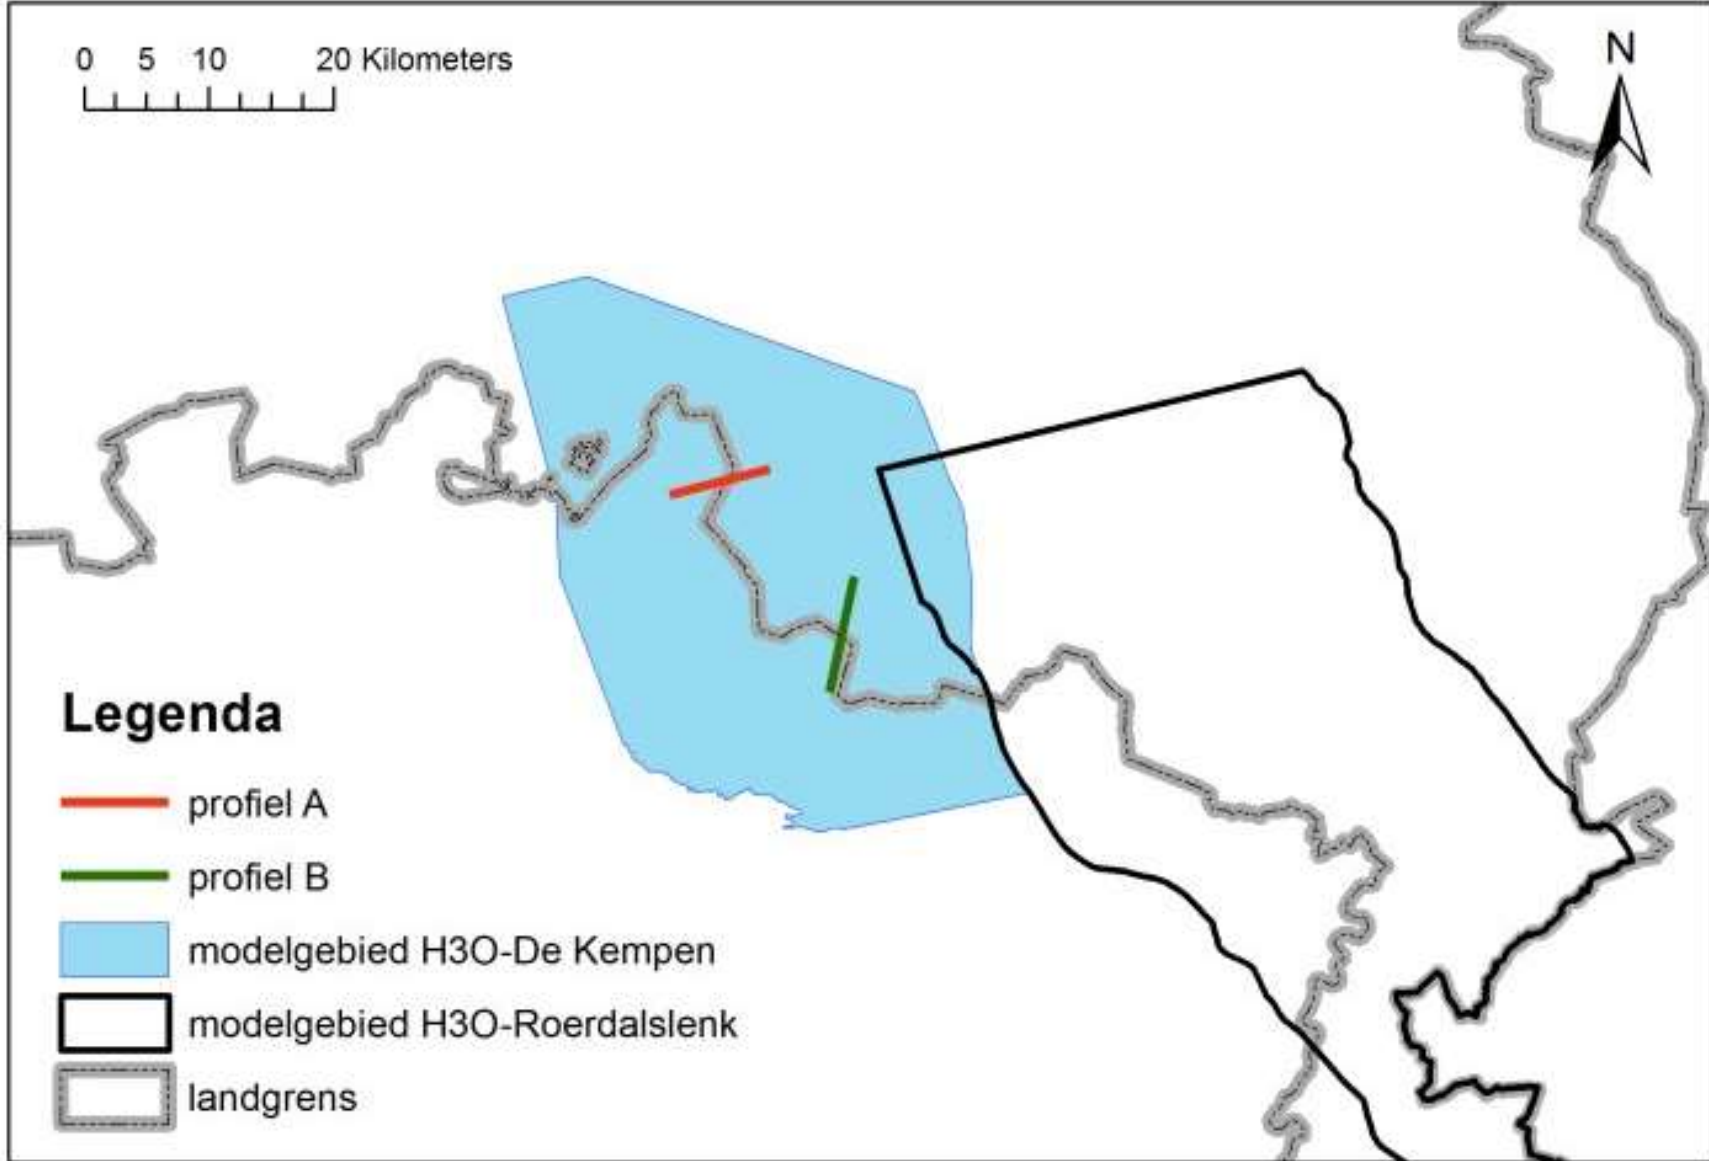 0 5 10 20 Kilometers
N
Legenda
profiel A
profiel B
modelgebied H3O-De Kempen
modelgebied H3O-Roerdalslenk
landgrens